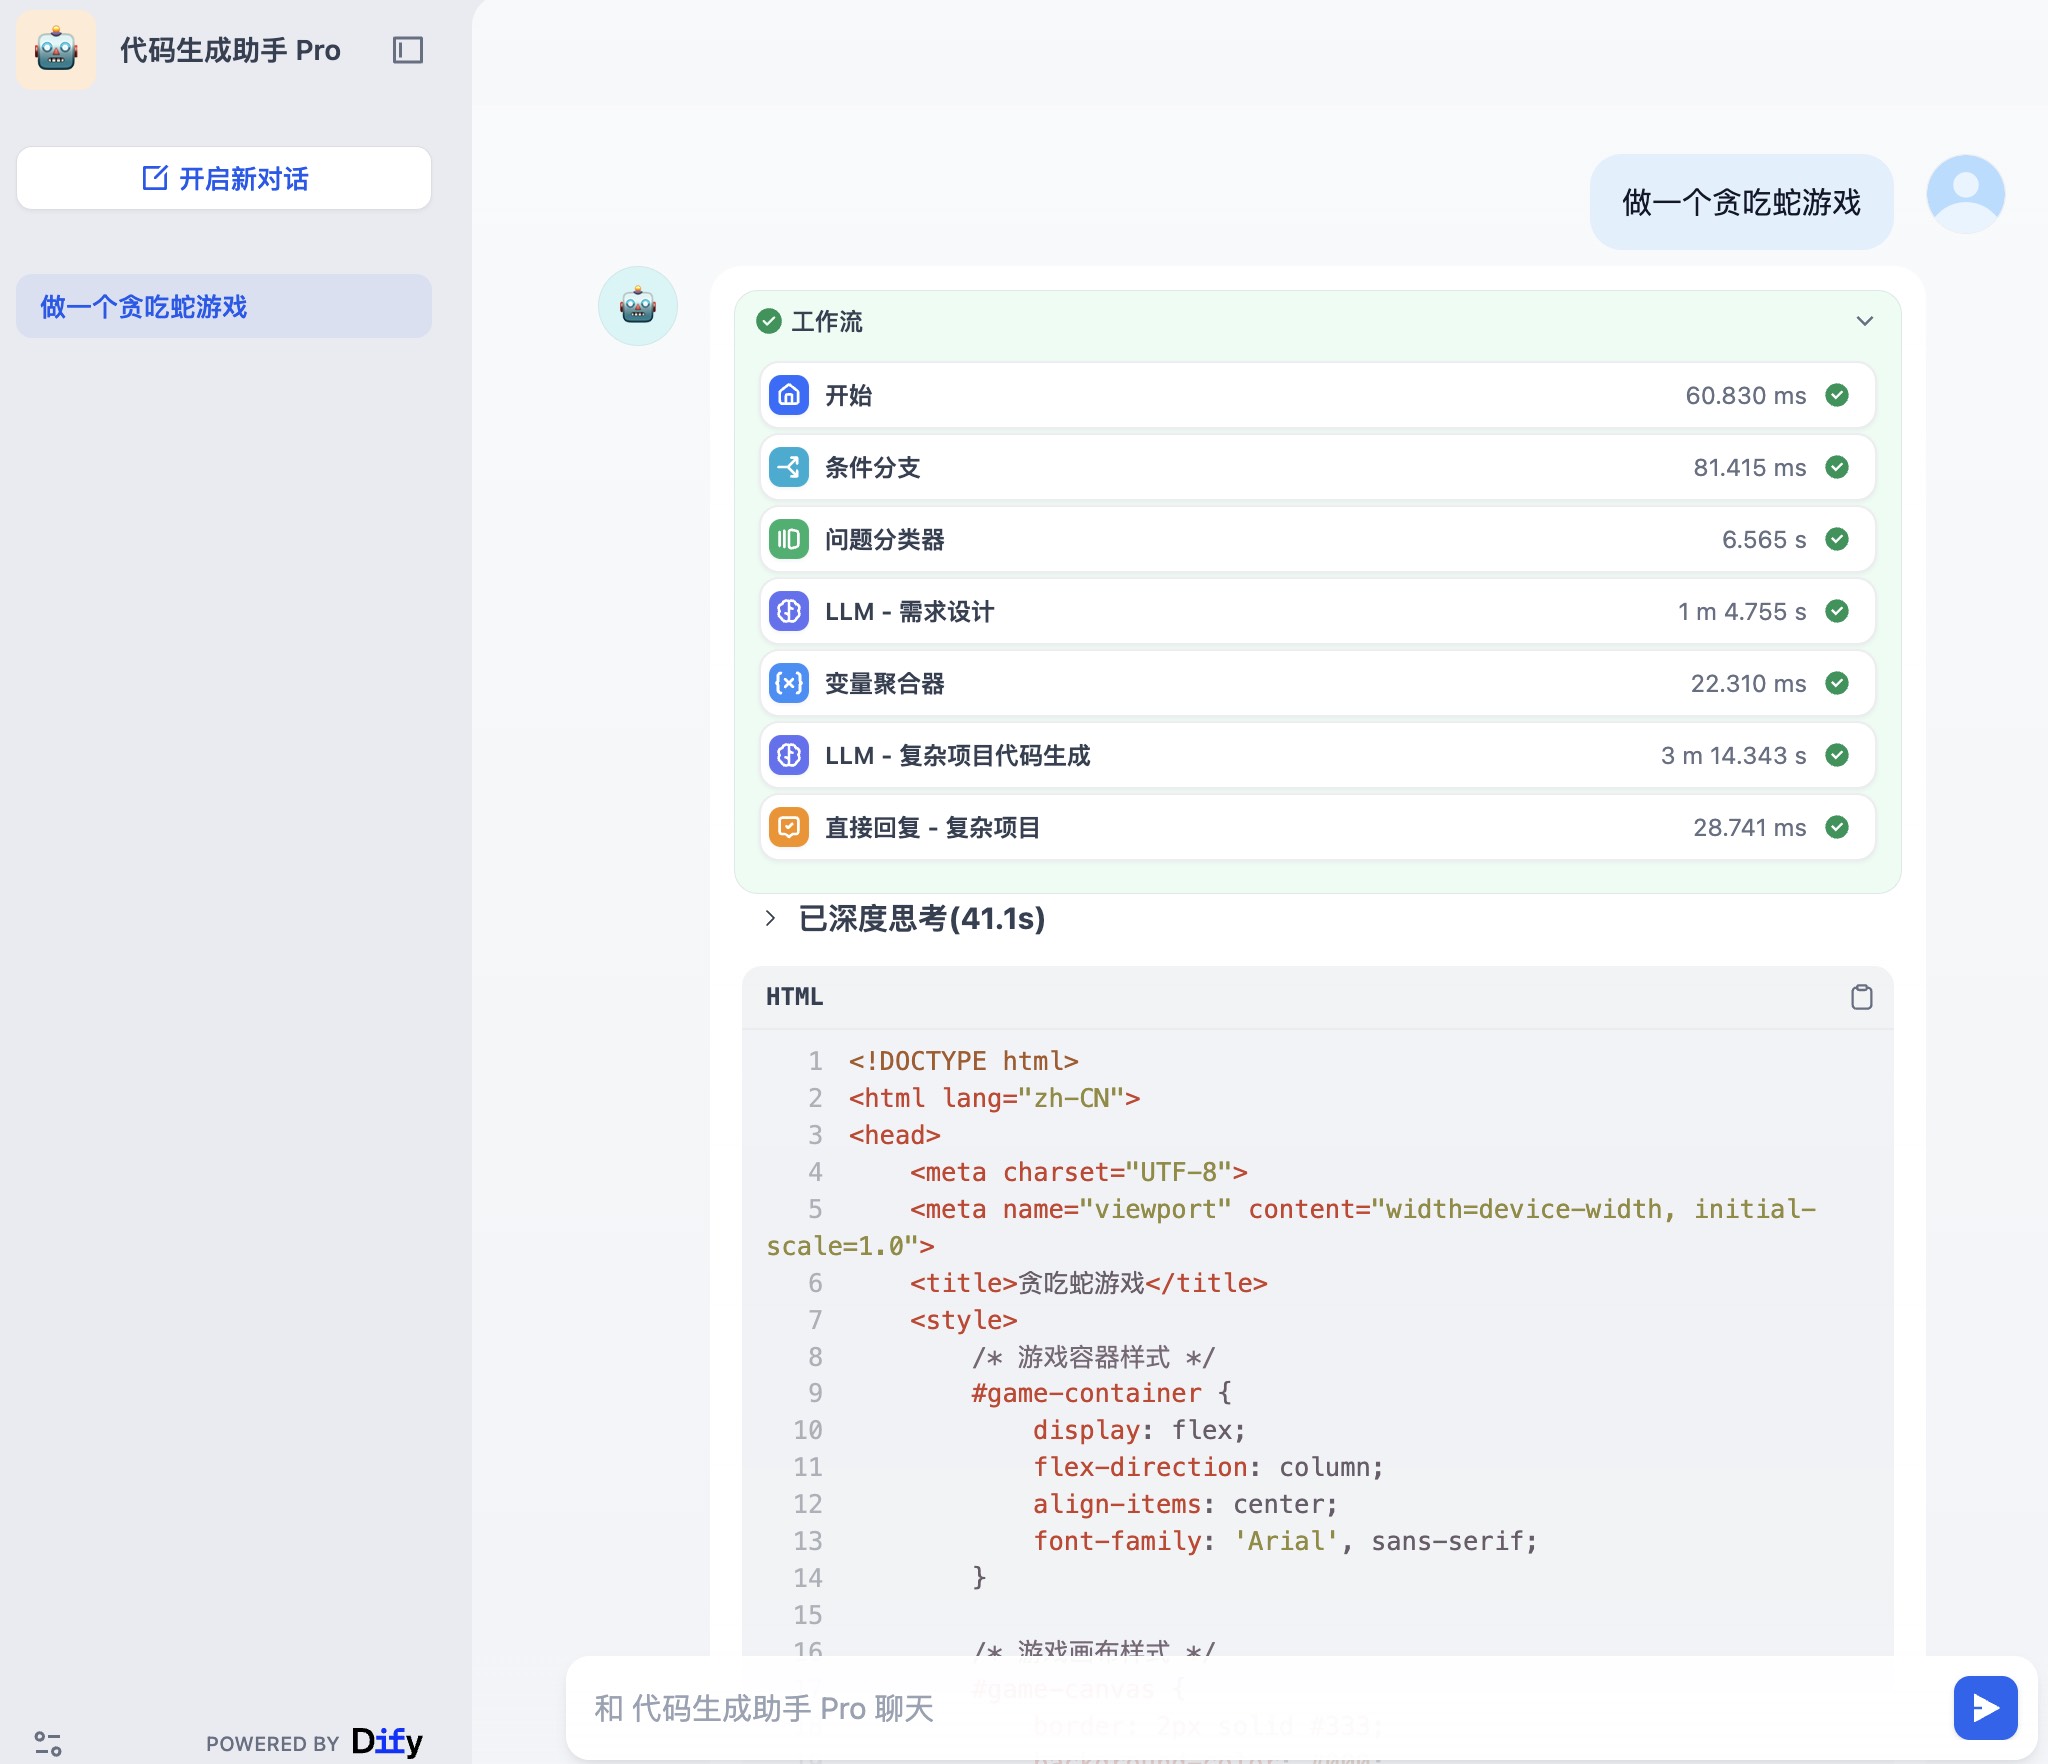 代码生成助手 Pro
开启新对话
做一个贪吃蛇游戏
POWERED BY Dify
做一个贪吃蛇游戏
工作流
开始 60.830 ms
条件分支 81.415 ms
问题分类器 6.565 s
LLM - 需求设计 1 m 4.755 s
变量聚合器 22.310 ms
LLM - 复杂项目代码生成 3 m 14.343 s
直接回复 - 复杂项目 28.741 ms
已深度思考(41.1s)
HTML
1 <!DOCTYPE html>
2 <html lang="zh-CN">
3 <head>
4 <meta charset="UTF-8">
5 <meta name="viewport" content="width=device-width, initial-
scale=1.0">
6 <title>贪吃蛇游戏</title>
7 <style>
8 /* 游戏容器样式 */
9 #game-container {
10 display: flex;
11 flex-direction: column;
12 align-items: center;
13 font-family: 'Arial', sans-serif;
14 }
15
16 /* 游戏画布样式 */
#game-canvas {
border: 2px solid #333;
background-color: #000;
和 代码生成助手 Pro 聊天